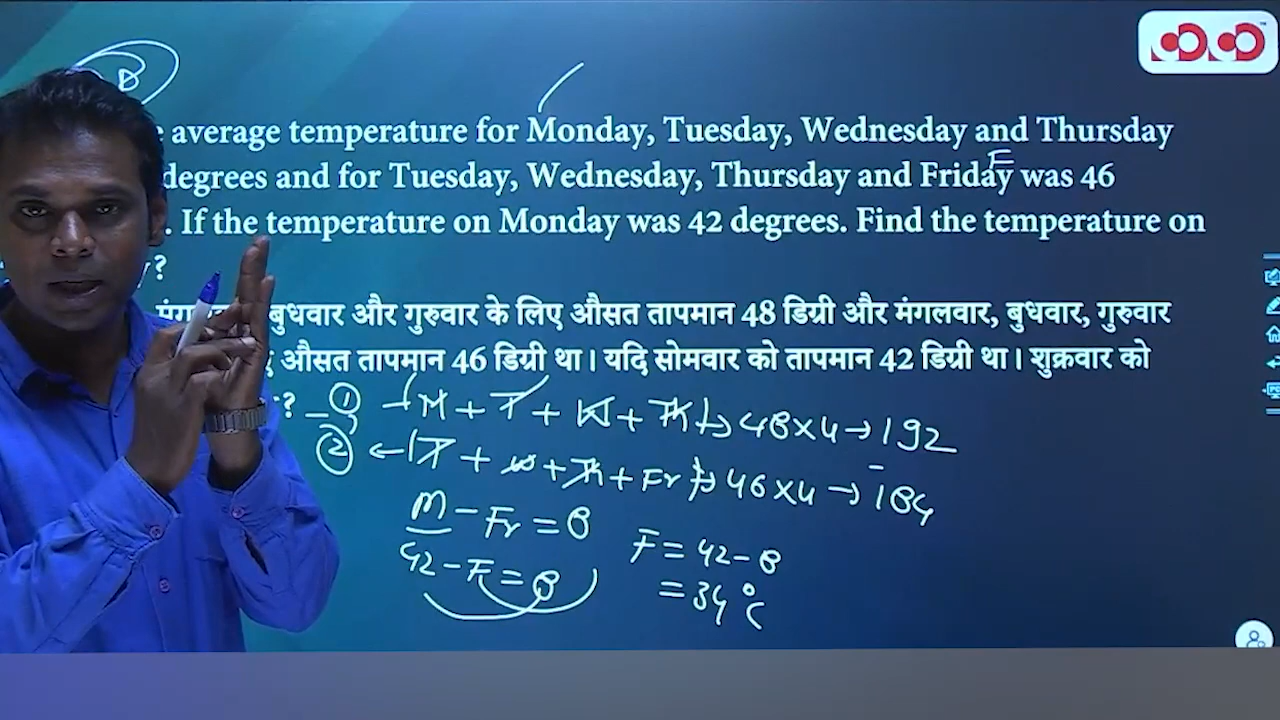 B
average temperature for Monday, Tuesday, Wednesday and Thursday
degrees and for Tuesday, Wednesday, Thursday and Friday was 46
F
. If the temperature on Monday was 42 degrees. Find the temperature on
?
बुधवार और गुरुवार के लिए औसत तापमान 48 डिग्री और मंगलवार, बुधवार, गुरुवार
औसत तापमान 46 डिग्री था। यदि सोमवार को तापमान 42 डिग्री था। शुक्रवार को
?
① → M + T + W + Th → 48×4 → 192
② ← T + w + Th + Fr → 46×4 → 184
M - Fr = 8
42 - F = 8
F = 42 - 8
= 34°C